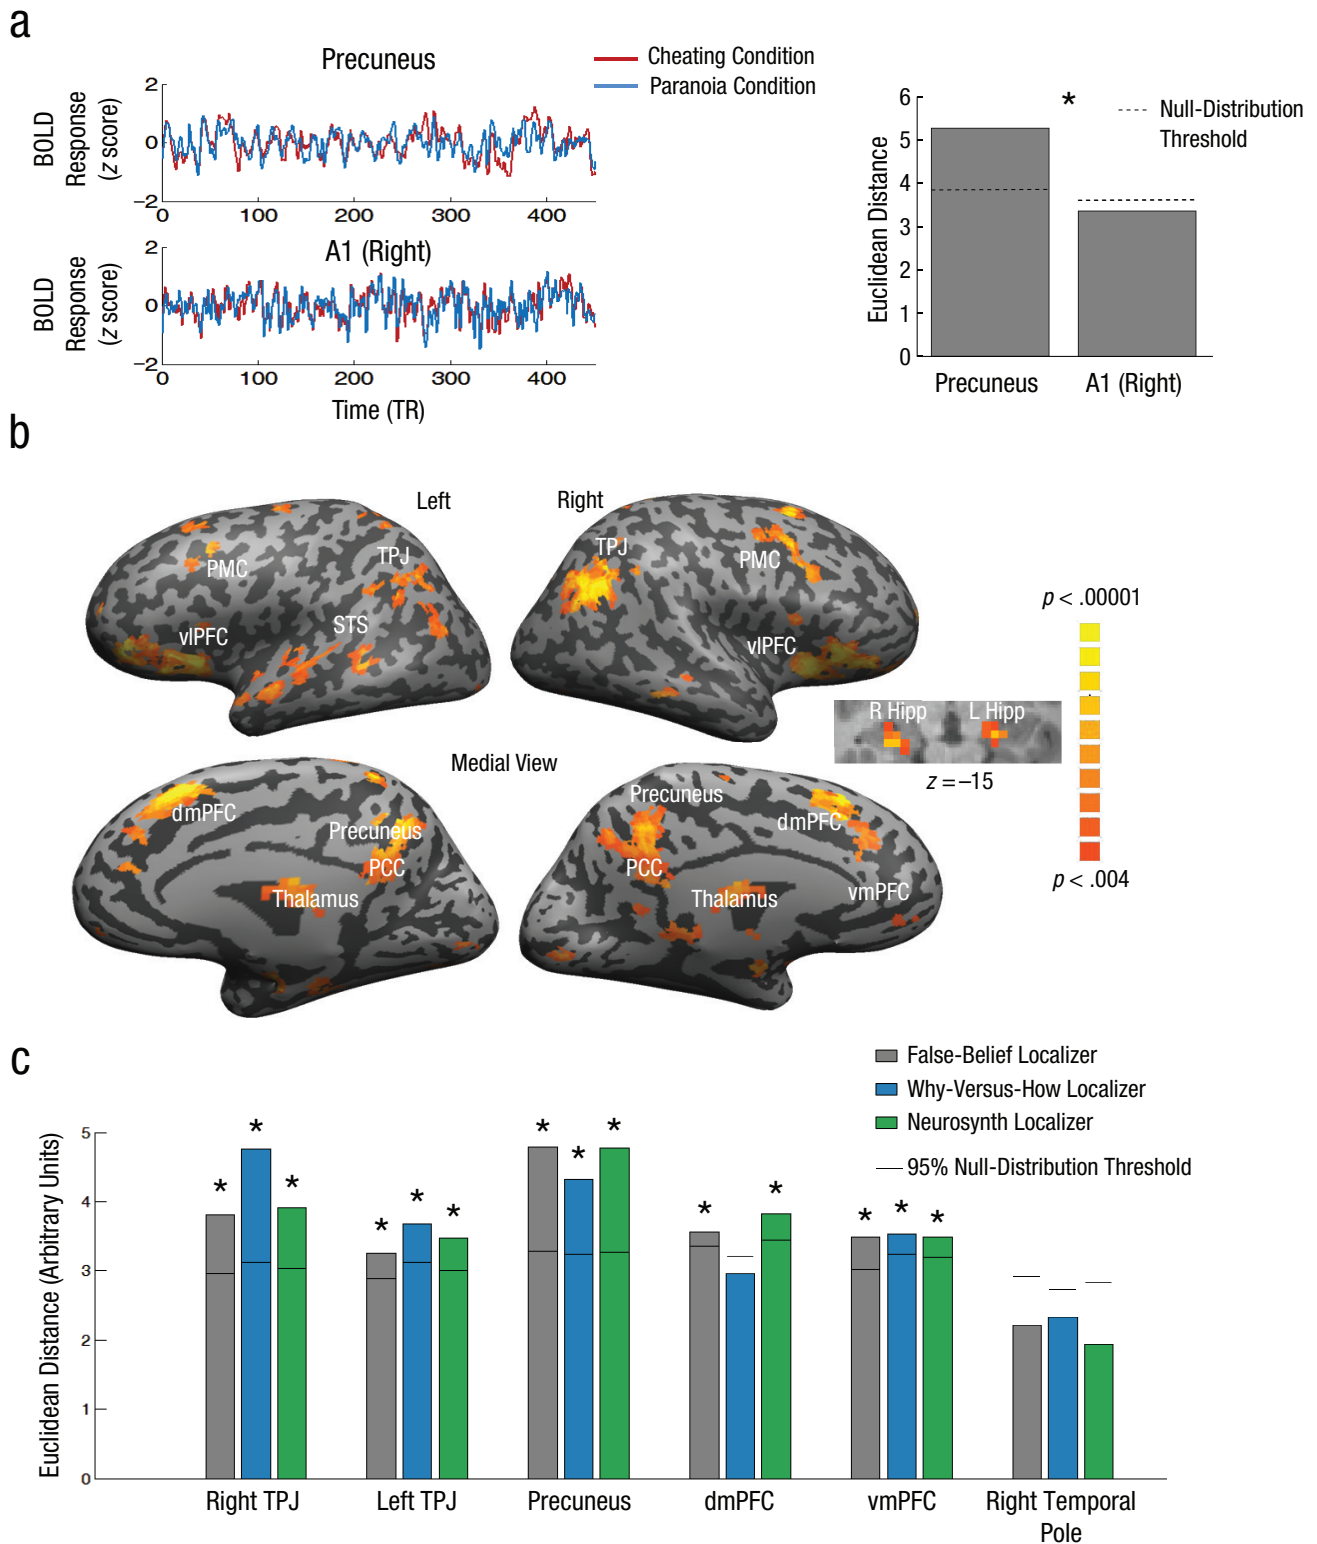 a
Precuneus
Cheating Condition
Paranoia Condition
BOLD
Response
(z score)
2
0
−2
0 100 200 300 400
A1 (Right)
BOLD
Response
(z score)
2
0
−2
0 100 200 300 400
Time (TR)
Euclidean Distance
6
5
4
3
2
1
0
*
Null-Distribution
Threshold
Precuneus A1 (Right)
b
Left Right
TPJ
PMC
vlPFC
STS
TPJ
PMC
vlPFC
R Hipp L Hipp
z = −15
p < .00001
p < .004
Medial View
dmPFC
Precuneus
PCC
Thalamus
Precuneus
dmPFC
PCC
Thalamus
vmPFC
c
False-Belief Localizer
Why-Versus-How Localizer
Neurosynth Localizer
95% Null-Distribution Threshold
Euclidean Distance (Arbitrary Units)
5
4
3
2
1
0
* * *
* * *
* * *
* *
* * *
Right TPJ Left TPJ Precuneus dmPFC vmPFC Right Temporal
Pole